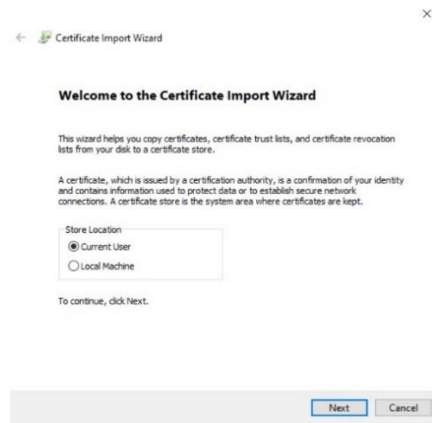 Certificate Import Wizard
Welcome to the Certificate Import Wizard
This wizard helps you copy certificates, certificate trust lists, and certificate revocation
lists from your disk to a certificate store.
A certificate, which is issued by a certification authority, is a confirmation of your identity
and contains information used to protect data or to establish secure network
connections. A certificate store is the system area where certificates are kept.
Store Location
Current User
Local Machine
To continue, click Next.
Next Cancel